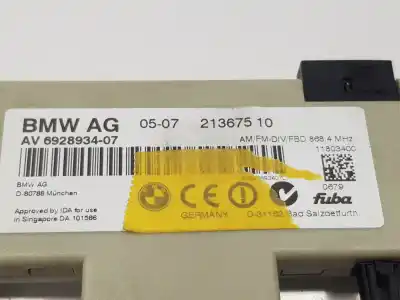 BMW AG 05-07 213675 10
AV 6928934-07 AM/FM-DIV/FBD 868,4 MHz
11803400
BMW AG
D-80788 München
0679
Approved by IDA for use
in Singapore DA 101586
CE
GERMANY
D-31162 Bad Salzdetfurth
fuba